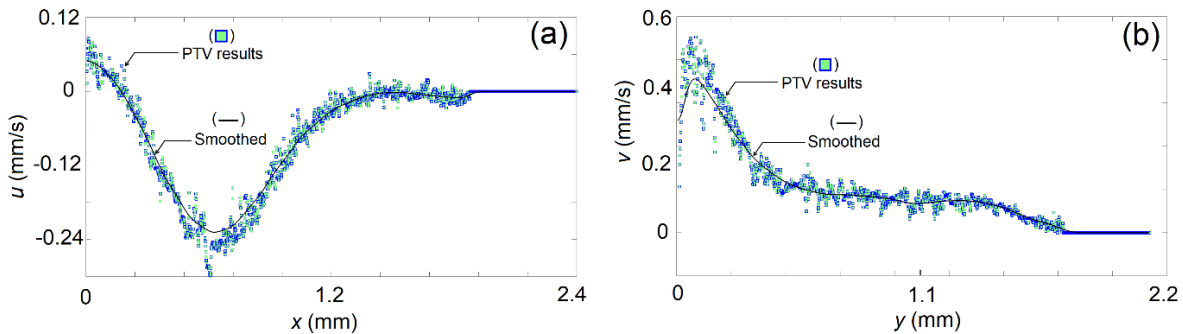 0.12
(a)
( )
PTV results
0
u (mm/s)
-0.12
(—)
Smoothed
-0.24
0
1.2
2.4
x (mm)
0.6
(b)
( )
PTV results
0.4
v (mm/s)
(—)
Smoothed
0.2
0
0
1.1
2.2
y (mm)